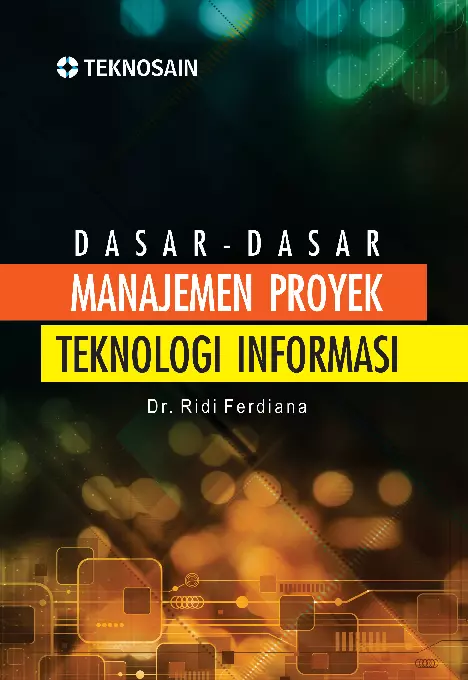 TEKNOSAIN
DASAR-DASAR
MANAJEMEN PROYEK
TEKNOLOGI INFORMASI
Dr. Ridi Ferdiana